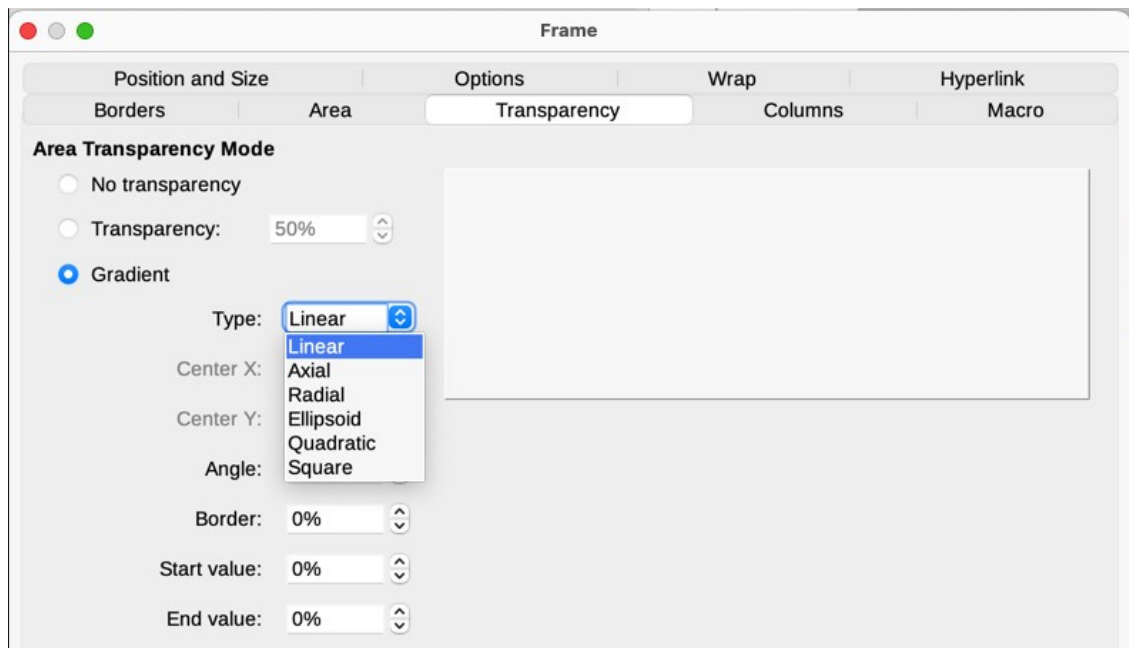 Frame
Position and Size Options Wrap Hyperlink
Borders Area Transparency Columns Macro
Area Transparency Mode
No transparency
Transparency: 50%
Gradient
Type: Linear
Linear
Center X:
Axial
Radial
Center Y:
Ellipsoid
Quadratic
Angle:
Square
Border: 0%
Start value: 0%
End value: 0%